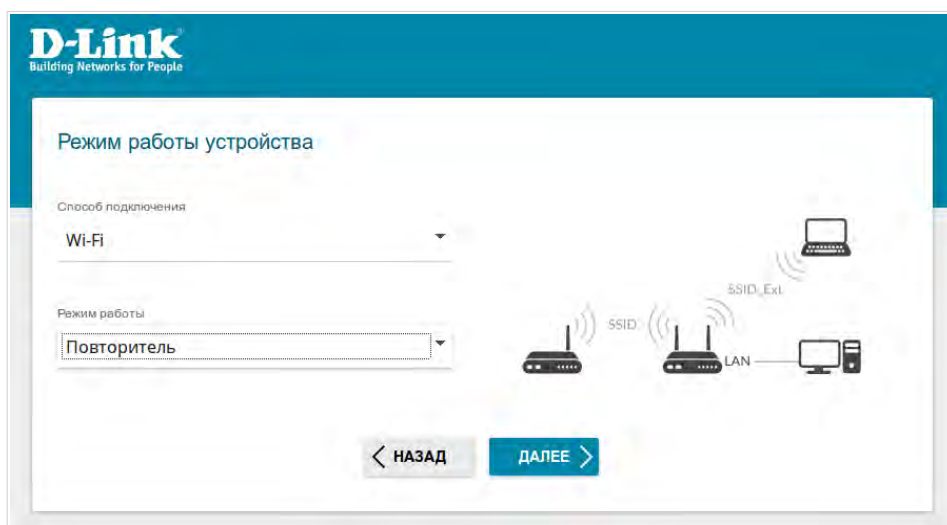 D-Link
Building Networks for People
Режим работы устройства
Способ подключения
Wi-Fi
Режим работы
Повторитель
SSID
SSID_Ext
LAN
НАЗАД
ДАЛЕЕ